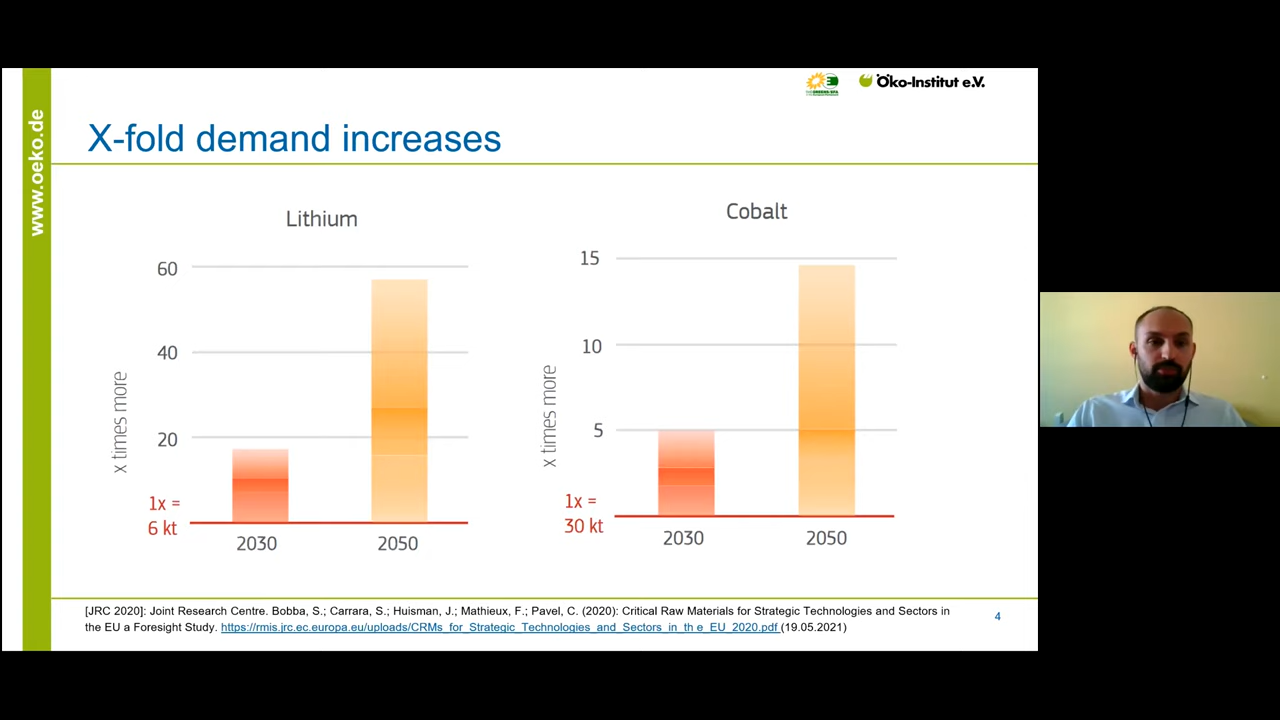 www.oeko.de
Öko-Institut e.V.
X-fold demand increases
Lithium
60
40
20
x times more
1x =
6 kt
2030
2050
Cobalt
15
10
5
x times more
1x =
30 kt
2030
2050
[JRC 2020]: Joint Research Centre. Bobba, S.; Carrara, S.; Huisman, J.; Mathieux, F.; Pavel, C. (2020): Critical Raw Materials for Strategic Technologies and Sectors in
the EU a Foresight Study. https://rmis.jrc.ec.europa.eu/uploads/CRMs_for_Strategic_Technologies_and_Sectors_in_th e_EU_2020.pdf (19.05.2021)
4